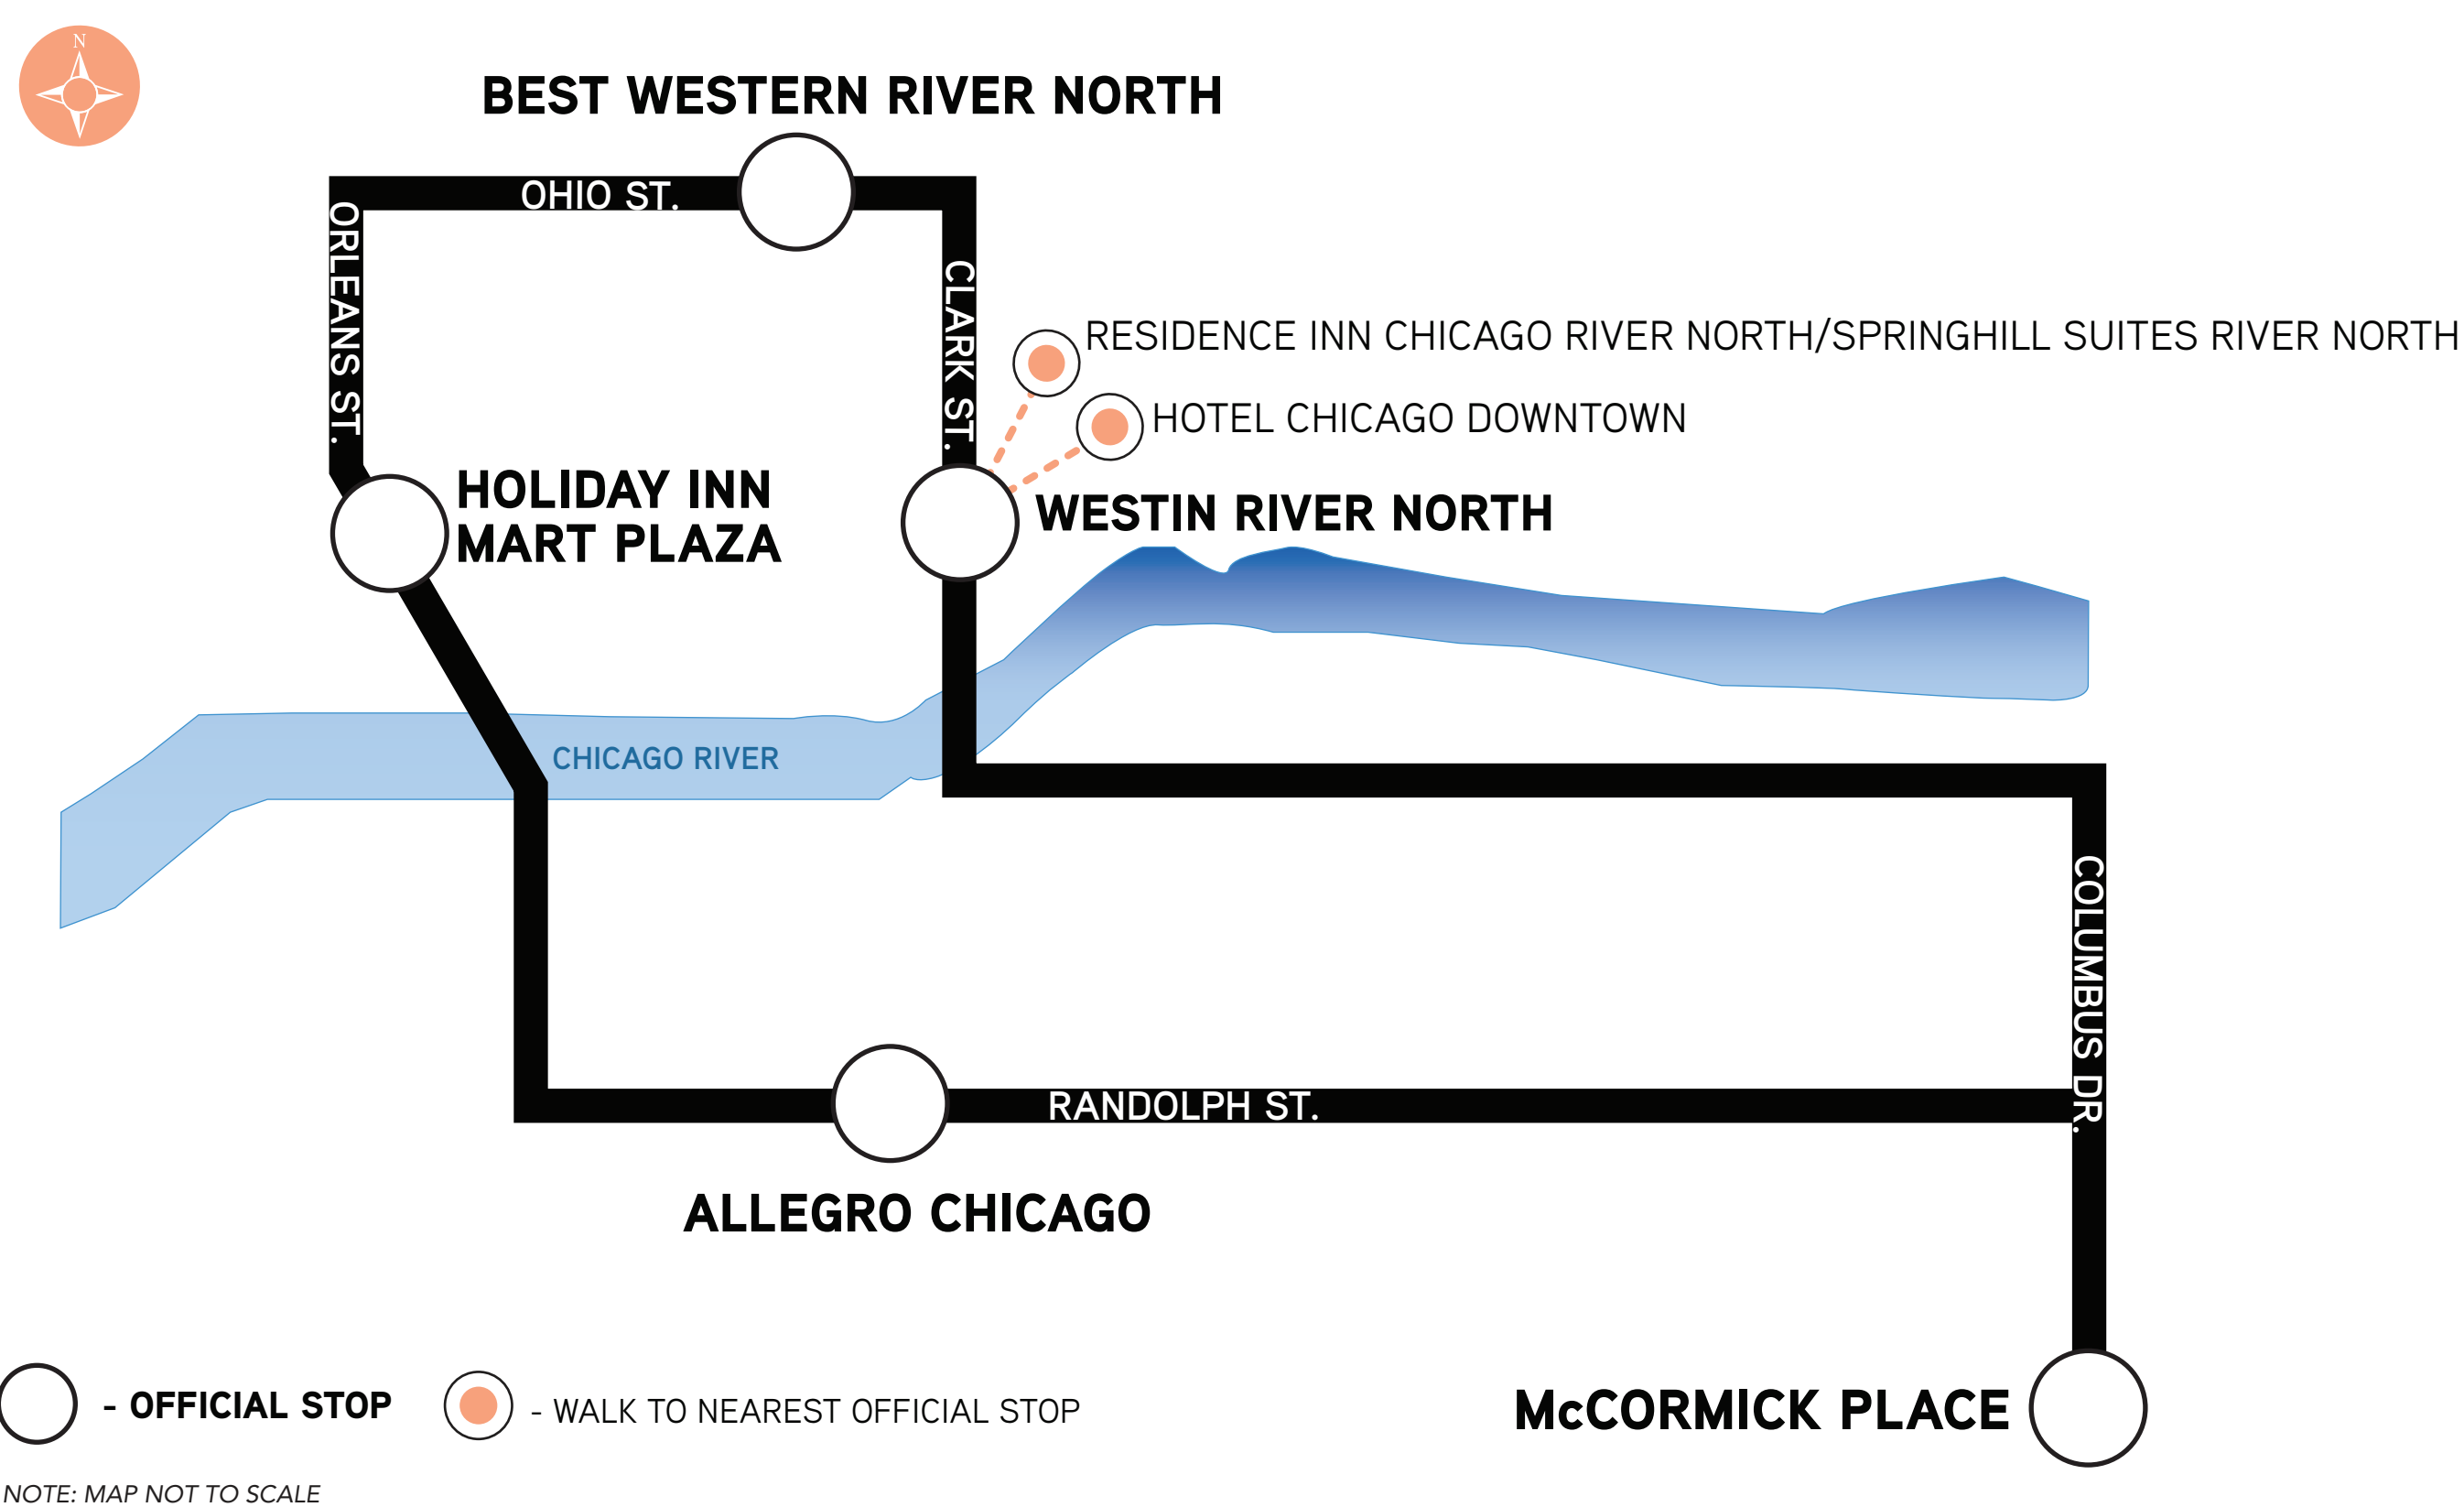 N
BEST WESTERN RIVER NORTH
OHIO ST.
ORLEANS ST.
CLARK ST.
RESIDENCE INN CHICAGO RIVER NORTH/SPRINGHILL SUITES RIVER NORTH
HOTEL CHICAGO DOWNTOWN
HOLIDAY INN
MART PLAZA
WESTIN RIVER NORTH
CHICAGO RIVER
COLUMBUS DR.
RANDOLPH ST.
ALLEGRO CHICAGO
McCORMICK PLACE
- OFFICIAL STOP
- WALK TO NEAREST OFFICIAL STOP
NOTE: MAP NOT TO SCALE